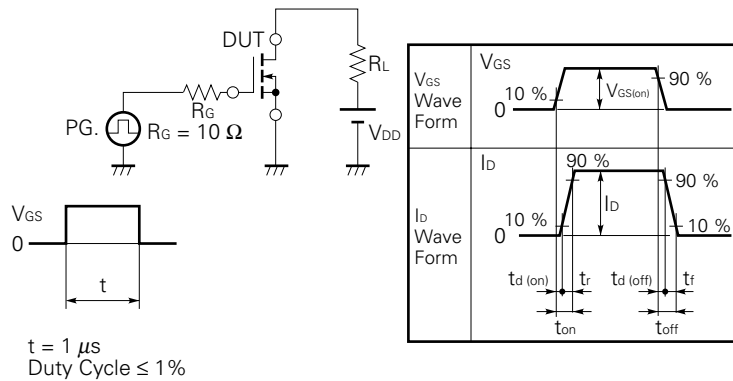 DUT
RL
RG
PG.
RG = 10 Ω
VDD
VGS
0
t
t = 1 µs
Duty Cycle ≤ 1%
VGS
Wave
Form
VGS
10 %
90 %
VGS(on)
0
ID
Wave
Form
ID
90 %
90 %
10 %
ID
10 %
0
td (on)
tr
td (off)
tf
ton
toff